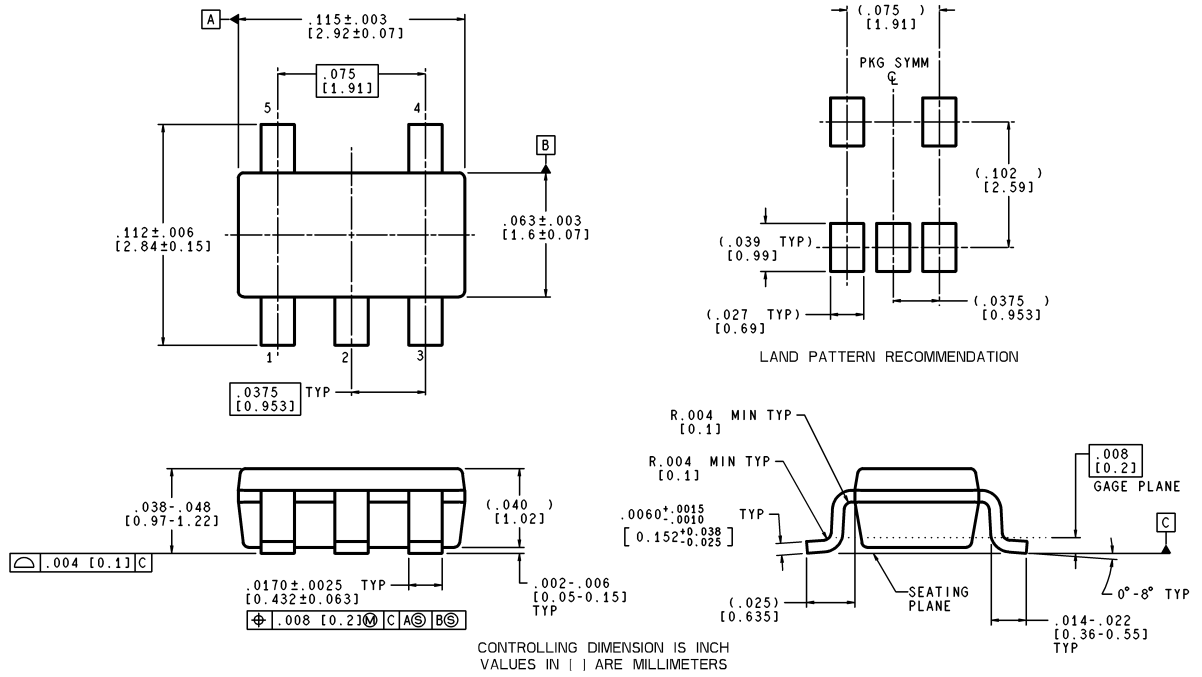 A
.115±.003
[2.92±0.07]
.075
[1.91]
5
4
B
.112±.006
[2.84±0.15]
.063±.003
[1.6±0.07]
1
2
3
.0375 TYP
[0.953]
(.075 )
[1.91]
PKG SYMM
℄
(.102 )
[2.59]
(.039 TYP)
[0.99]
(.027 TYP)
[0.69]
(.0375 )
[0.953]
LAND PATTERN RECOMMENDATION
.038-.048
[0.97-1.22]
(.040 )
[1.02]
⌓ .004 [0.1] C
.0170±.0025 TYP
[0.432±0.063]
⌖ .008 [0.2]Ⓜ C AⓈ BⓈ
.002-.006
[0.05-0.15]
TYP
R.004 MIN TYP
[0.1]
R.004 MIN TYP
[0.1]
.0060+.0015-.0010 TYP
[0.152+0.038-0.025]
.008
[0.2]
GAGE PLANE
C
SEATING
PLANE
0°-8° TYP
(.025)
[0.635]
.014-.022
[0.36-0.55]
TYP
CONTROLLING DIMENSION IS INCH
VALUES IN [ ] ARE MILLIMETERS